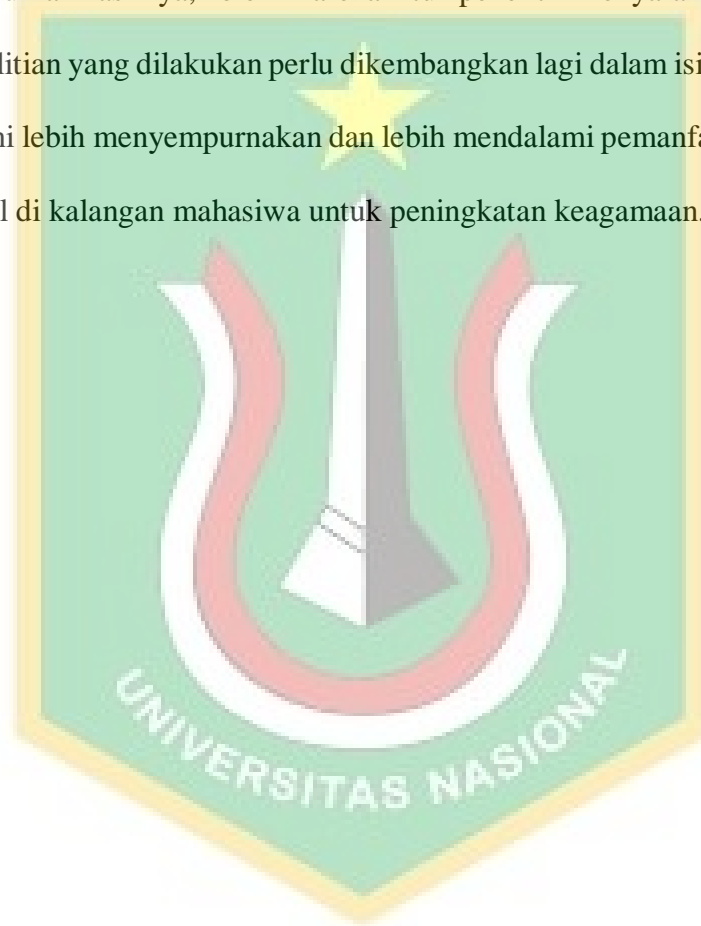 litian yang dilakukan perlu dikembangkan lagi dalam isi
ni lebih menyempurnakan dan lebih mendalami pemanfa
l di kalangan mahasiwa untuk peningkatan keagamaan.
UNIVERSITAS NASIONAL